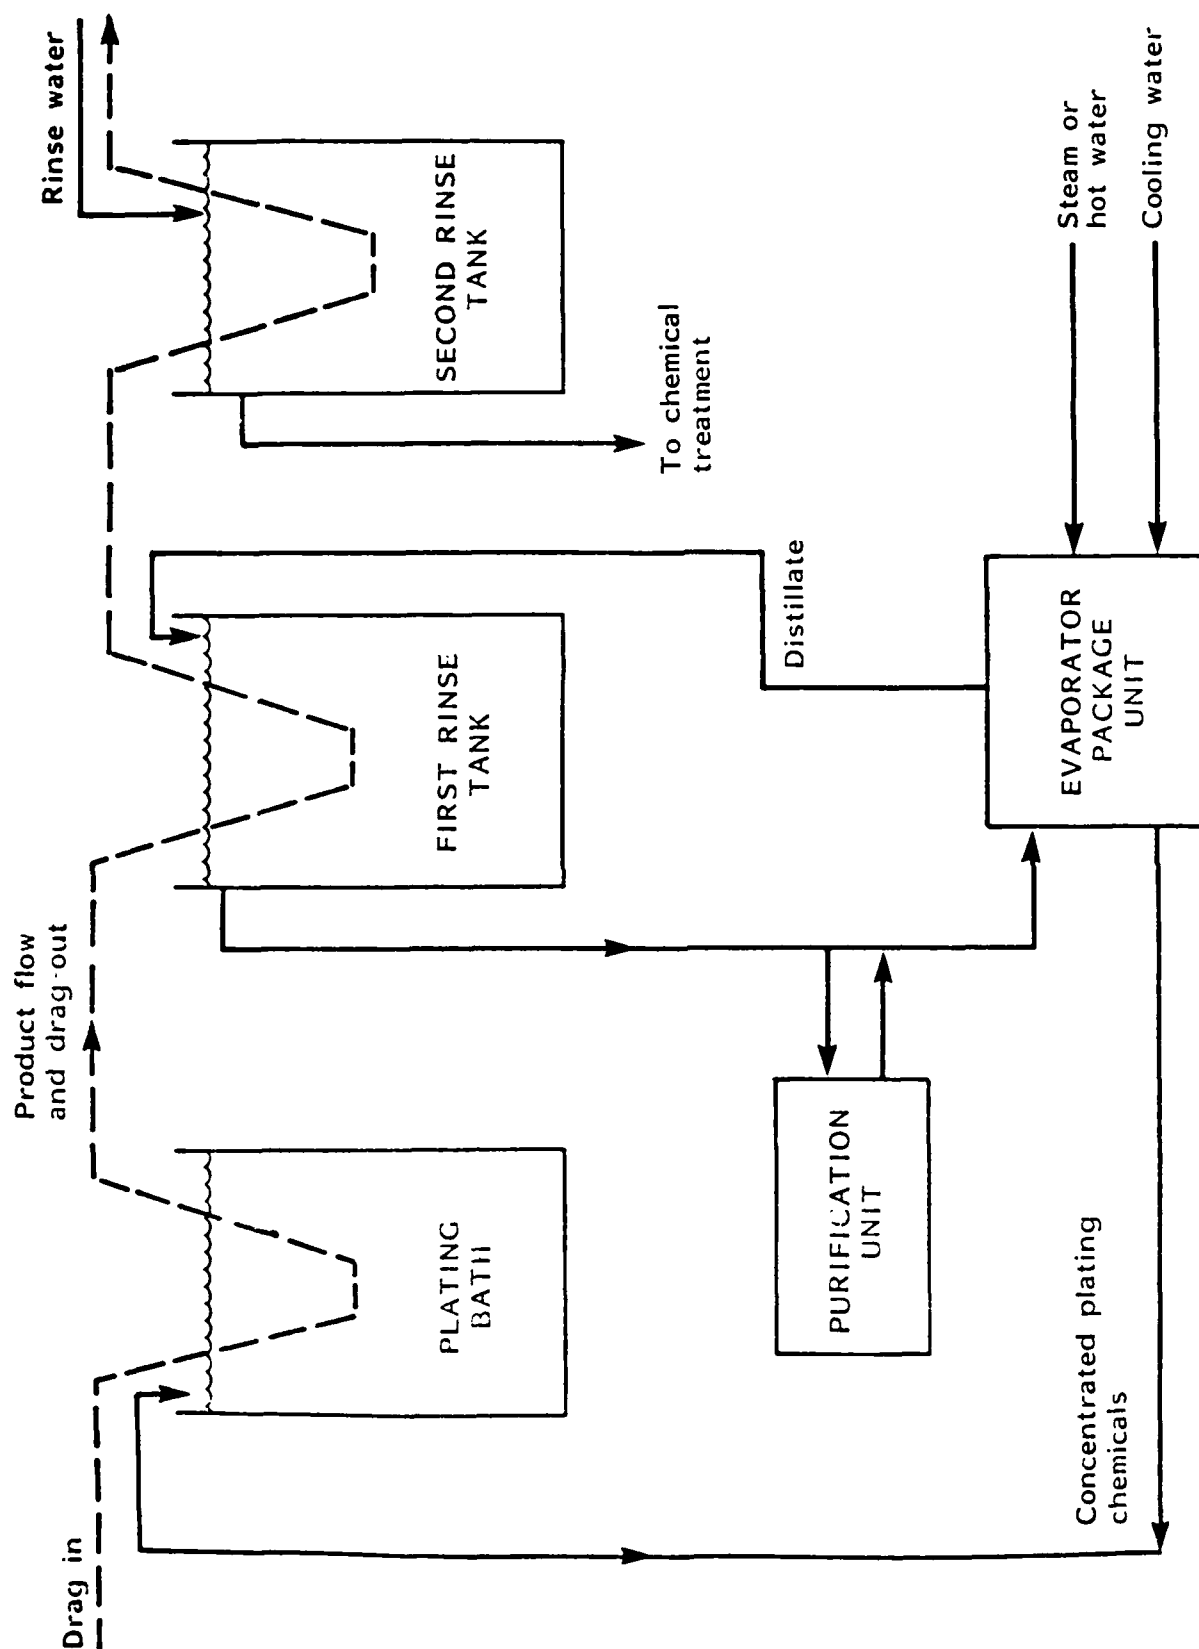 Drag in
Product flow
and drag-out
Rinse water
PLATING
BATH
FIRST RINSE
TANK
SECOND RINSE
TANK
To chemical
treatment
PURIFICATION
UNIT
Distillate
EVAPORATOR
PACKAGE
UNIT
Steam or
hot water
Cooling water
Concentrated plating
chemicals